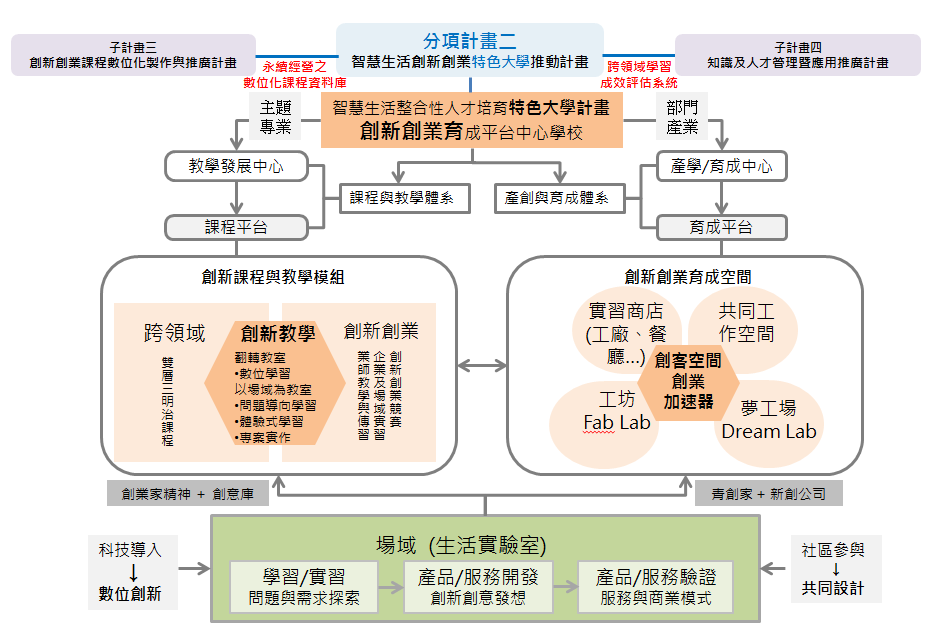 分項計畫二
智慧生活創新創業特色大學推動計畫
子計畫三
創新創業課程數位化製作與推廣計畫
子計畫四
知識及人才管理暨應用推廣計畫
永續經營之
數位化課程資料庫
跨領域學習
成效評估系統
智慧生活整合性人才培育特色大學計畫
創新創業育成平台中心學校
主題
專業
部門
產業
教學發展中心
產學/育成中心
課程與教學體系
產創與育成體系
課程平台
育成平台
創新課程與教學模組
跨領域
雙層三明治課程
創新教學
翻轉教室
•數位學習
以場域為教室
•問題導向學習
•體驗式學習
•專案實作
創新創業
創新創業競賽
企業及場域實習
業師教學與傳習
創新創業育成空間
實習商店
(工廠、餐
廳...)
共同工
作空間
創客空間
創業
加速器
工坊
Fab Lab
夢工場
Dream Lab
創業家精神 + 創意庫
青創家 + 新創公司
場域 (生活實驗室)
科技導入
↓
數位創新
學習/實習
問題與需求探索
產品/服務開發
創新創意發想
產品/服務驗證
服務與商業模式
社區參與
↓
共同設計